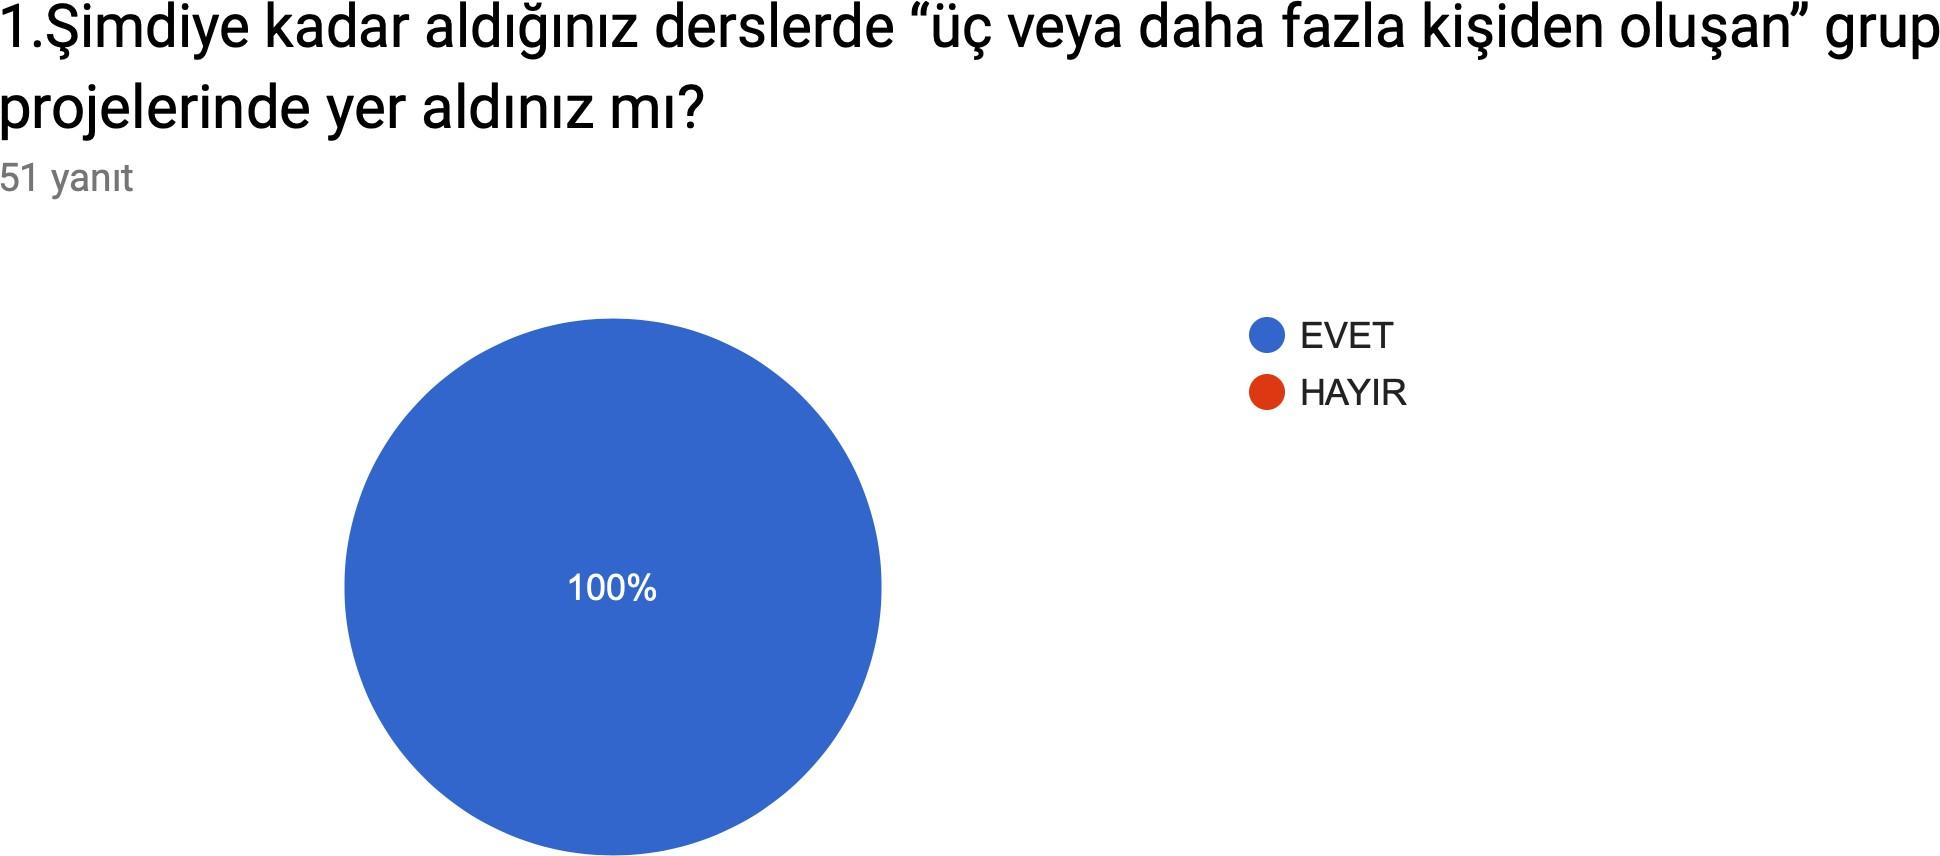 1.Şimdiye kadar aldığınız derslerde “üç veya daha fazla kişiden oluşan” grup
projelerinde yer aldınız mı?
51 yanıt
EVET
HAYIR
100%